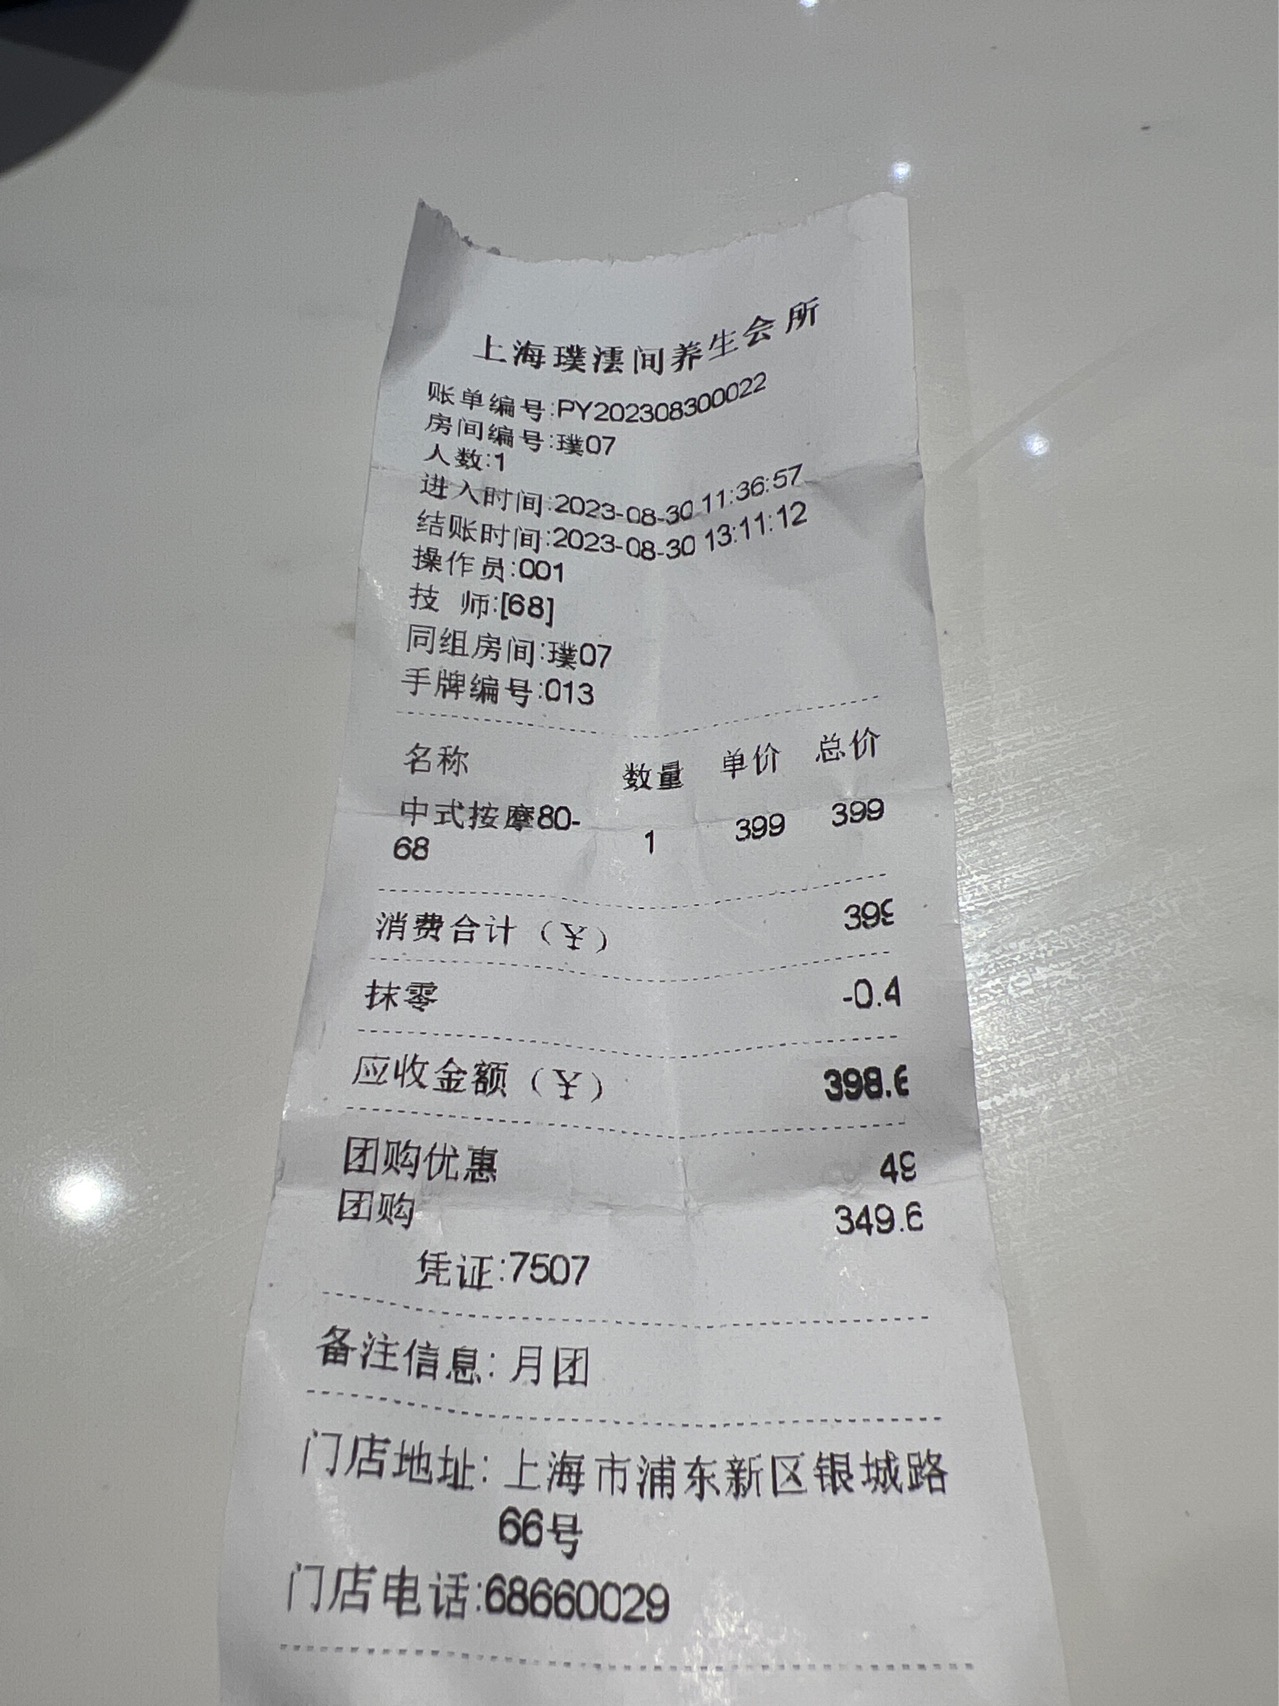 上海璞澐间养生会所
账单编号:PY202308300022
房间编号:璞07
人数:1
进入时间:2023-08-30 11:36:57
结账时间:2023-08-30 13:11:12
操作员:001
技 师:[68]
同组房间:璞07
手牌编号:013
名称 数量 单价 总价
中式按摩80-
68 1 399 399
消费合计（¥） 399
抹零 -0.4
应收金额（¥） 398.6
团购优惠 49
团购 349.6
凭证:7507
备注信息: 月团
门店地址: 上海市浦东新区银城路
66号
门店电话:68660029